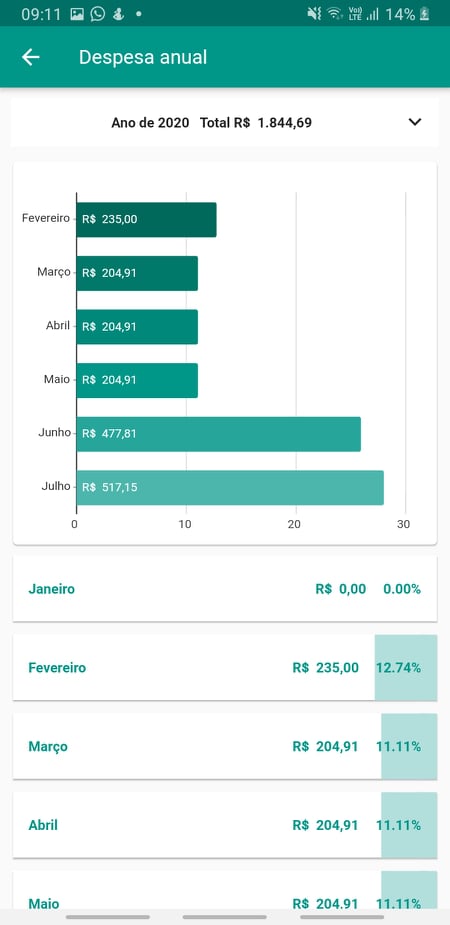 09:11 Vo)) LTE 14%
Despesa anual
Ano de 2020 Total R$ 1.844,69
Fevereiro R$ 235,00
Março R$ 204,91
Abril R$ 204,91
Maio R$ 204,91
Junho R$ 477,81
Julho R$ 517,15
0 10 20 30
Janeiro R$ 0,00 0.00%
Fevereiro R$ 235,00 12.74%
Março R$ 204,91 11.11%
Abril R$ 204,91 11.11%
Maio R$ 204,91 11.11%